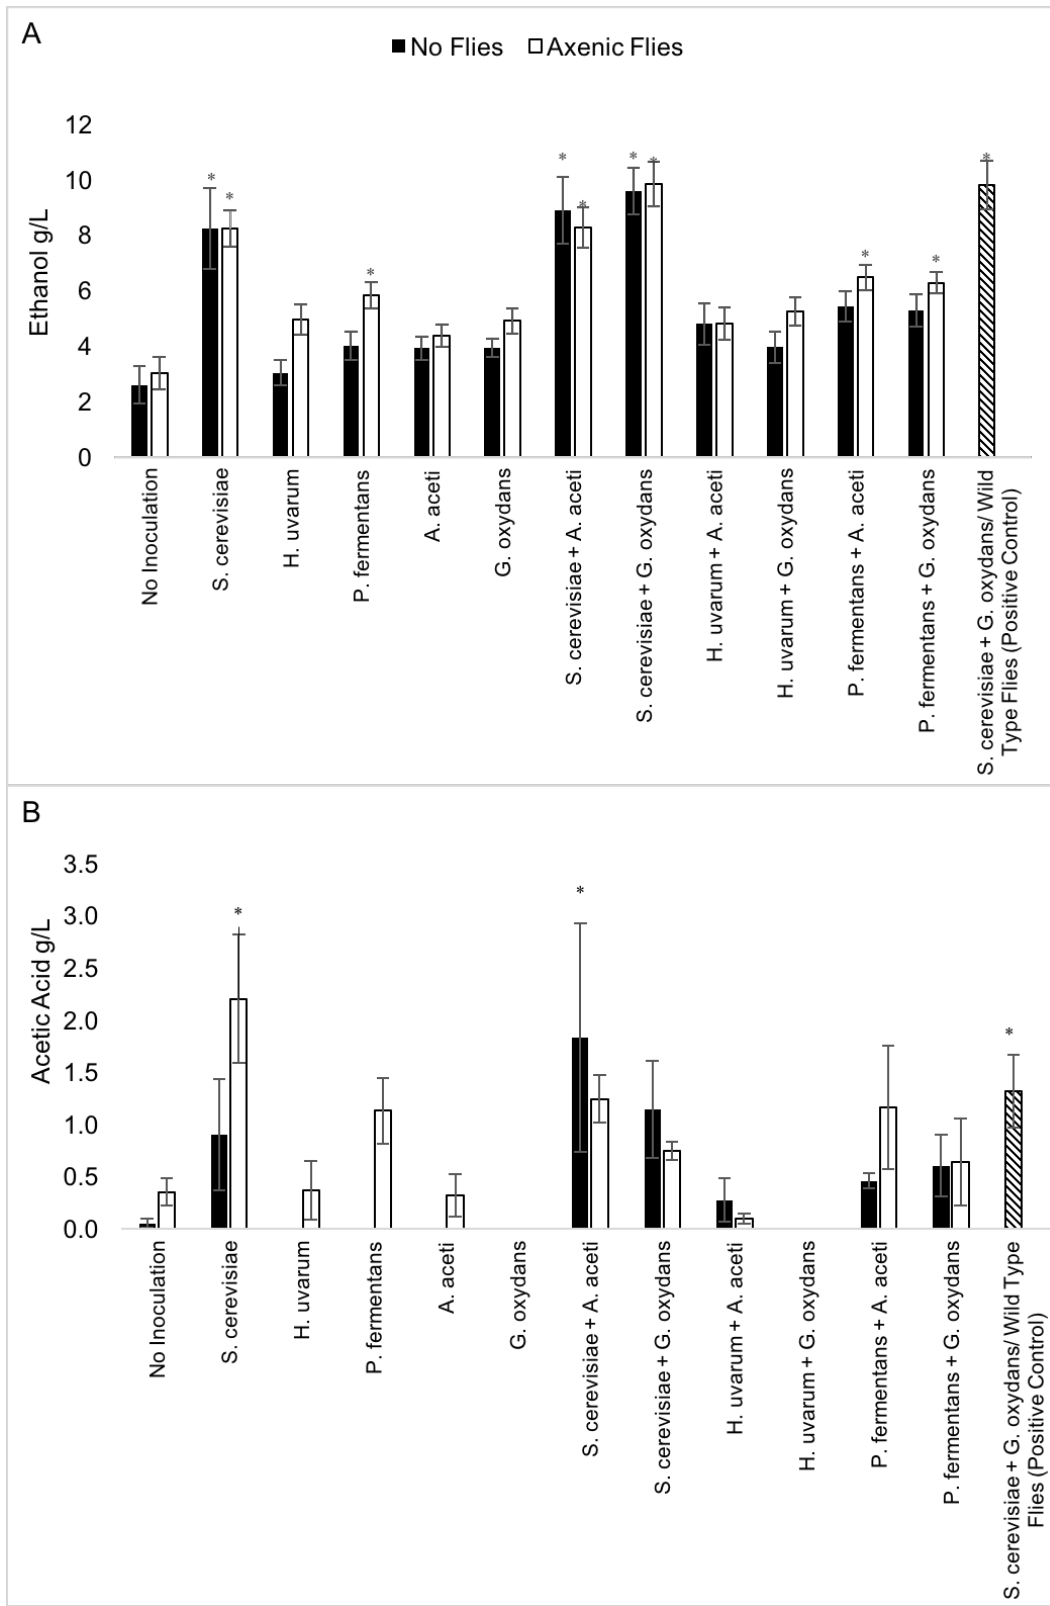 A
No Flies Axenic Flies
12
10
8
6
4
2
0
Ethanol g/L
* * * * * * * * * *
No Inoculation
S. cerevisiae
H. uvarum
P. fermentans
A. aceti
G. oxydans
S. cerevisiae + A. aceti
S. cerevisiae + G. oxydans
H. uvarum + A. aceti
H. uvarum + G. oxydans
P. fermentans + A. aceti
P. fermentans + G. oxydans
S. cerevisiae + G. oxydans/ Wild
Type Flies (Positive Control)
B
3.5
3.0
2.5
2.0
1.5
1.0
0.5
0.0
Acetic Acid g/L
* * *
No Inoculation
S. cerevisiae
H. uvarum
P. fermentans
A. aceti
G. oxydans
S. cerevisiae + A. aceti
S. cerevisiae + G. oxydans
H. uvarum + A. aceti
H. uvarum + G. oxydans
P. fermentans + A. aceti
P. fermentans + G. oxydans
S. cerevisiae + G. oxydans/ Wild Type
Flies (Positive Control)